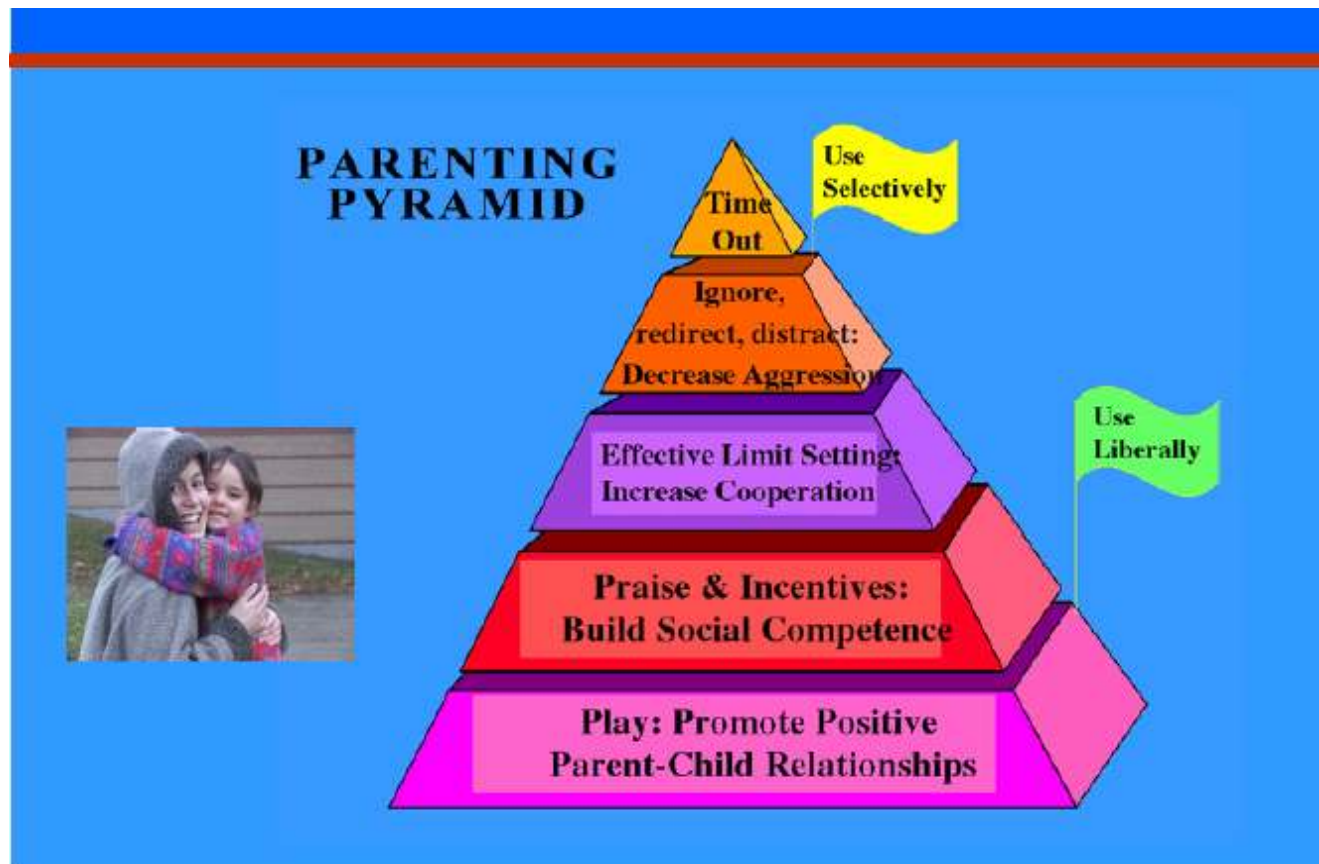 PARENTING
PYRAMID
Use
Selectively
Time
Out
Ignore,
redirect, distract:
Decrease Aggression
Use
Liberally
Effective Limit Setting:
Increase Cooperation
Praise & Incentives:
Build Social Competence
Play: Promote Positive
Parent-Child Relationships